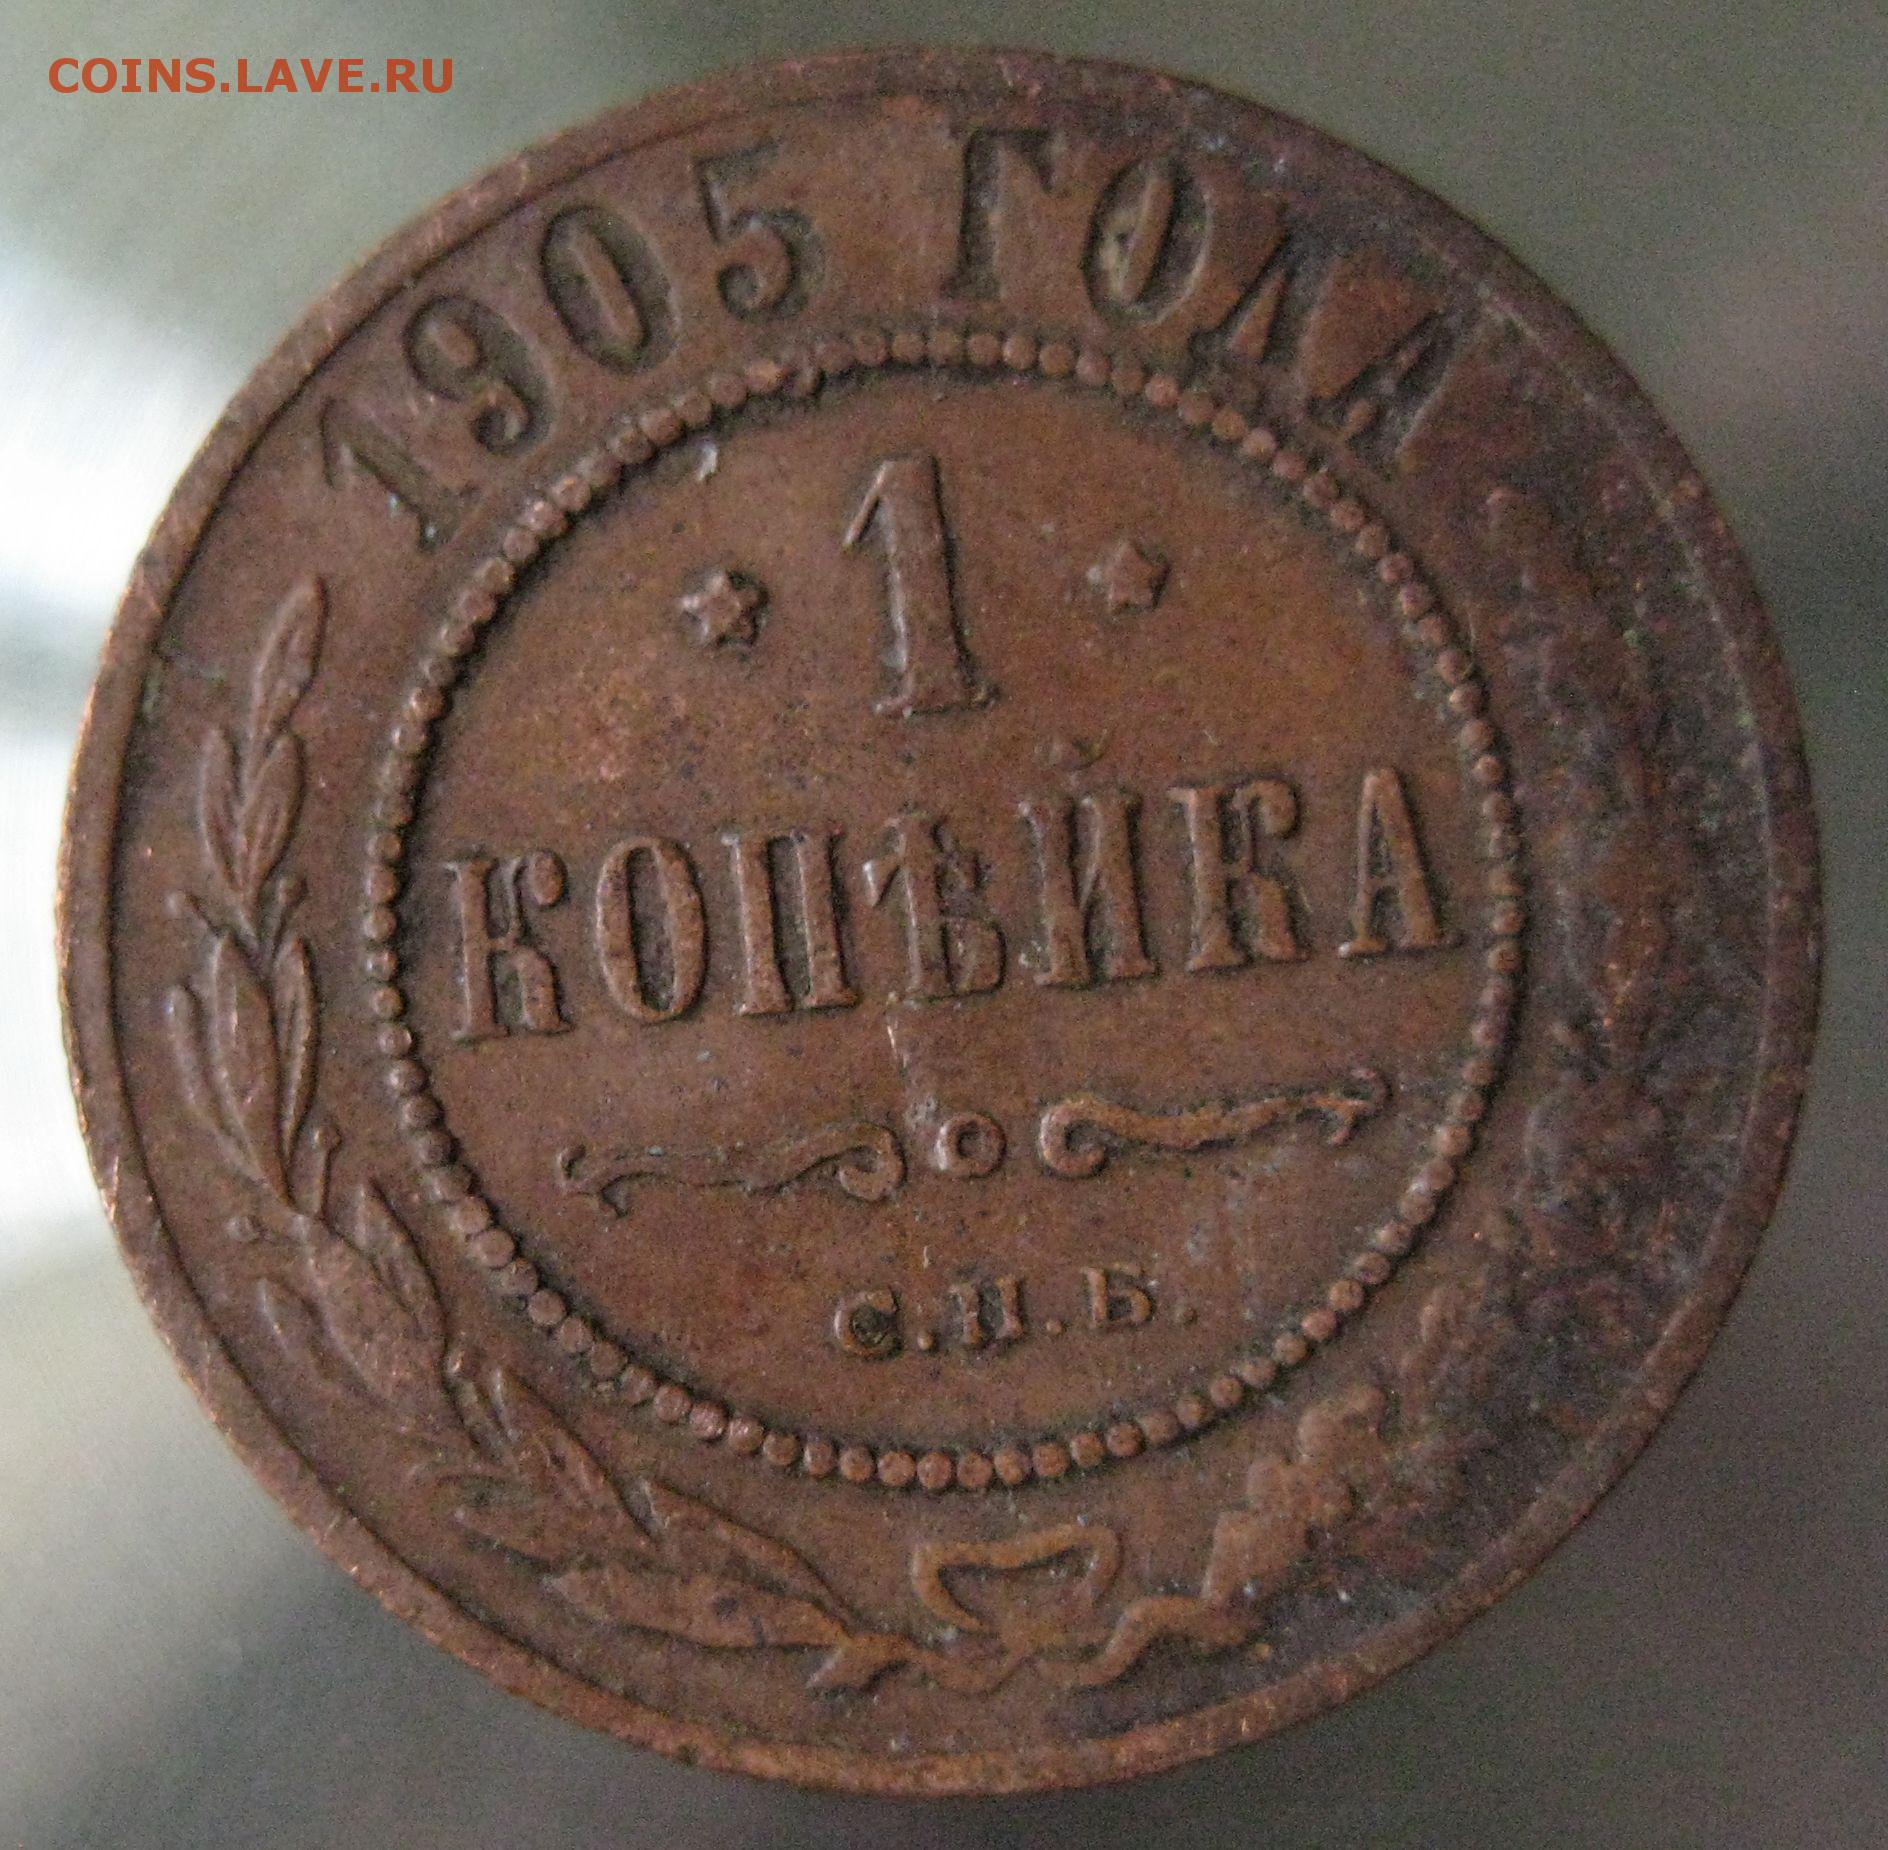 COINS.LAVE.RU
1905 ГОДА
1
КОПѢЙКА
С.П.Б.